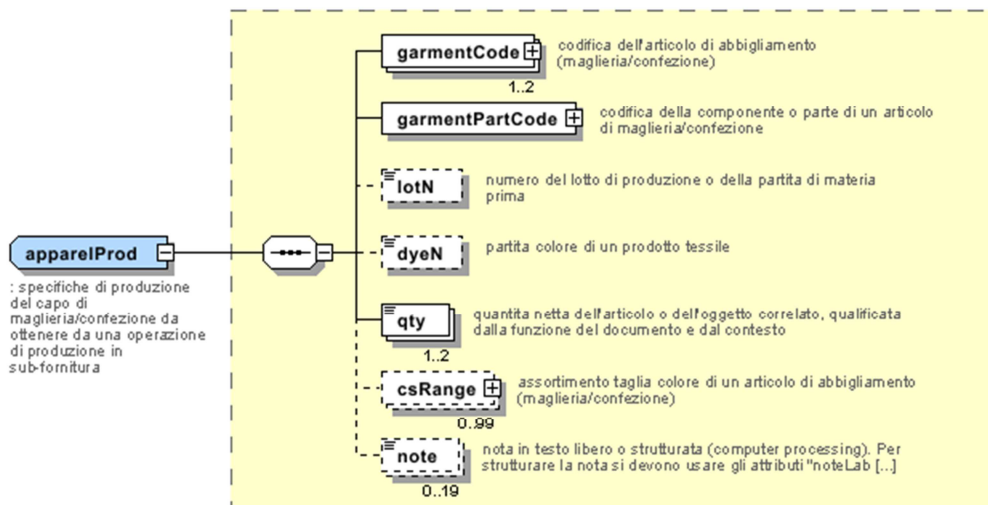 garmentCode
codifica dell'articolo di abbigliamento
(maglieria/confezione)
1..2
garmentPartCode
codifica della componente o parte di un articolo
di maglieria/confezione
lotN
numero del lotto di produzione o della partita di materia
prima
dyeN
partita colore di un prodotto tessile
apparelProd
: specifiche di produzione
del capo di
maglieria/confezione da
ottenere da una operazione
di produzione in
sub-fornitura
qty
quantita netta dell'articolo o dell'oggetto correlato, qualificata
dalla funzione del documento e dal contesto
1..2
csRange
assortimento taglia colore di un articolo di abbigliamento
(maglieria/confezione)
0..99
note
nota in testo libero o strutturata (computer processing). Per
strutturare la nota si devono usare gli attributi "noteLab [...]
0..19